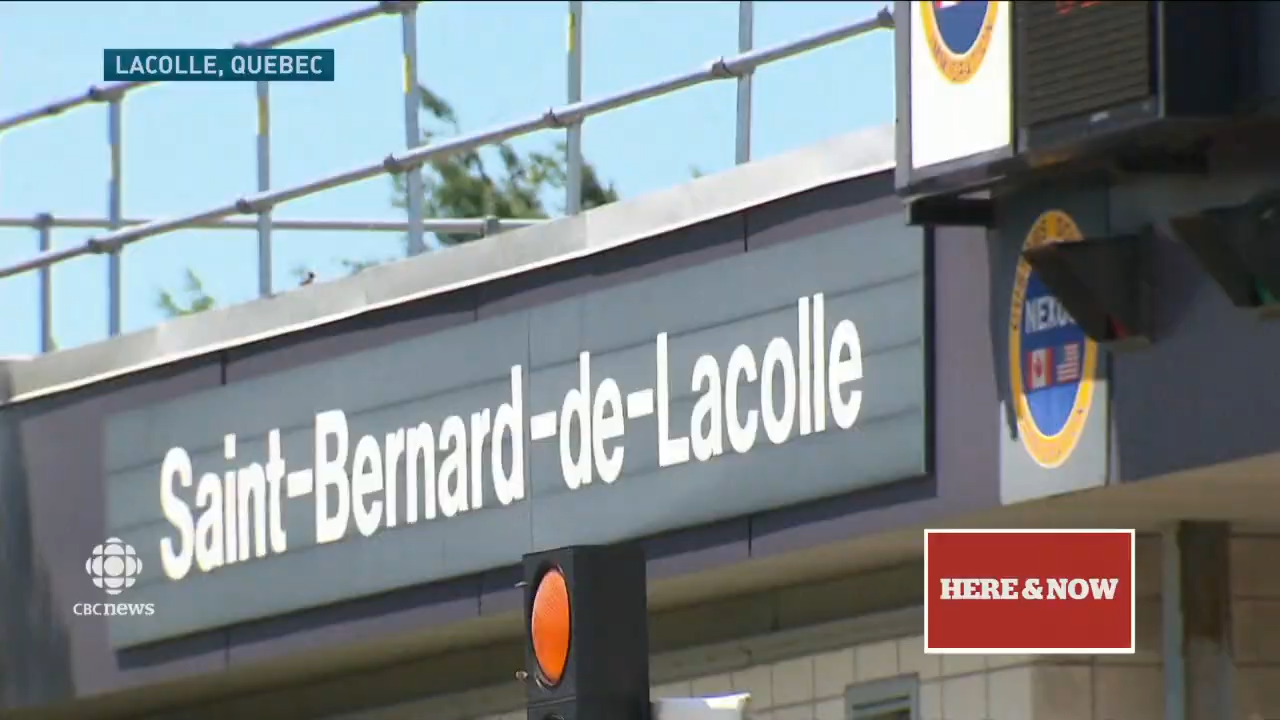 LACOLLE, QUEBEC
Saint-Bernard-de-Lacolle
NEXUS
CBC news
HERE & NOW